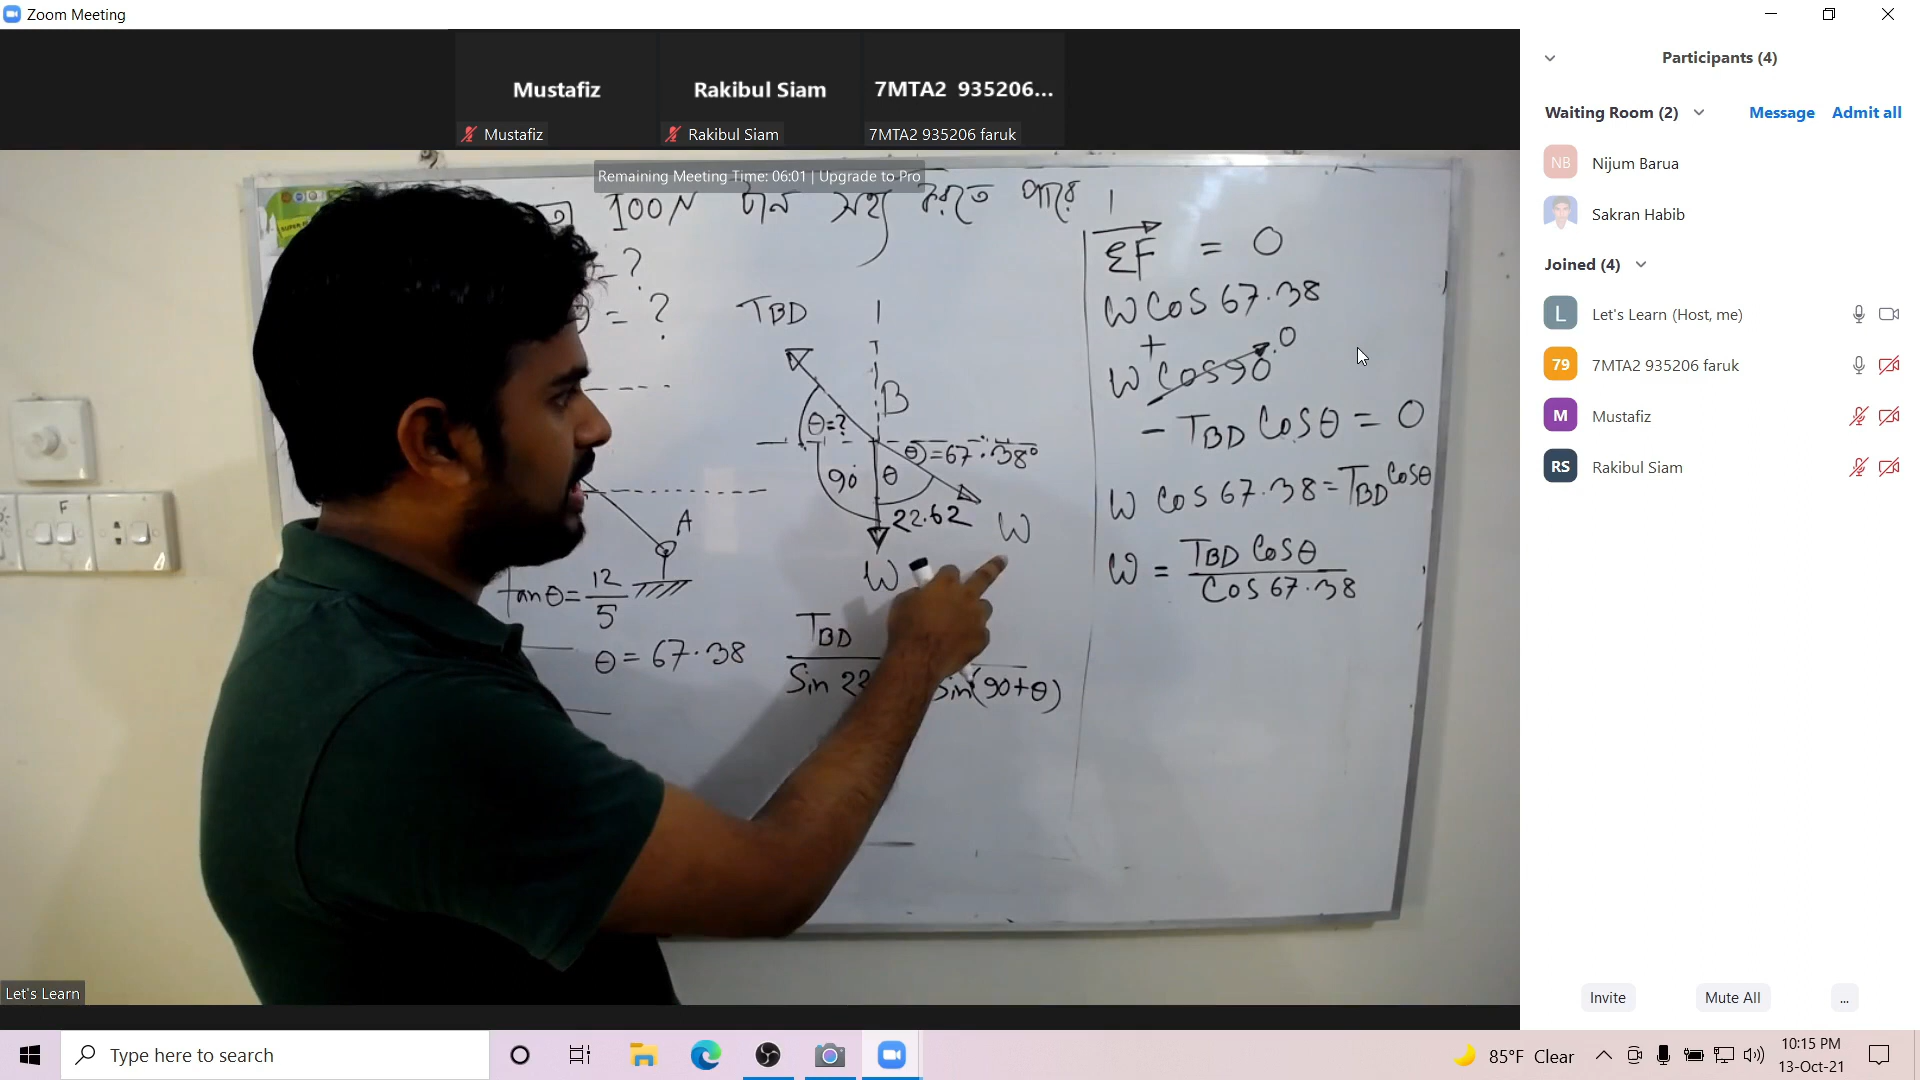 Zoom Meeting
Mustafiz
Rakibul Siam
7MTA2 935206...
Mustafiz
Rakibul Siam
7MTA2 935206 faruk
Remaining Meeting Time: 06:01 | Upgrade to Pro
100N টান সহ্য করতে পারে।
= ?
= ?
TBD
B
θ=?
θ=67.38°
90°
θ
22.62
W
W
A
tanθ=12/5
θ = 67.38
TBD
Sin 22
Sin(90+θ)
ΣF = 0
W Cos 67.38
+
W Cos90 0
- TBD Cosθ = 0
W Cos 67.38 = TBD Cosθ
W = TBD Cosθ
Cos 67.38
F
Let's Learn
Participants (4)
Waiting Room (2)
Message
Admit all
NB
Nijum Barua
Sakran Habib
Joined (4)
L
Let's Learn (Host, me)
79
7MTA2 935206 faruk
M
Mustafiz
RS
Rakibul Siam
Invite
Mute All
...
Type here to search
85°F Clear
10:15 PM
13-Oct-21